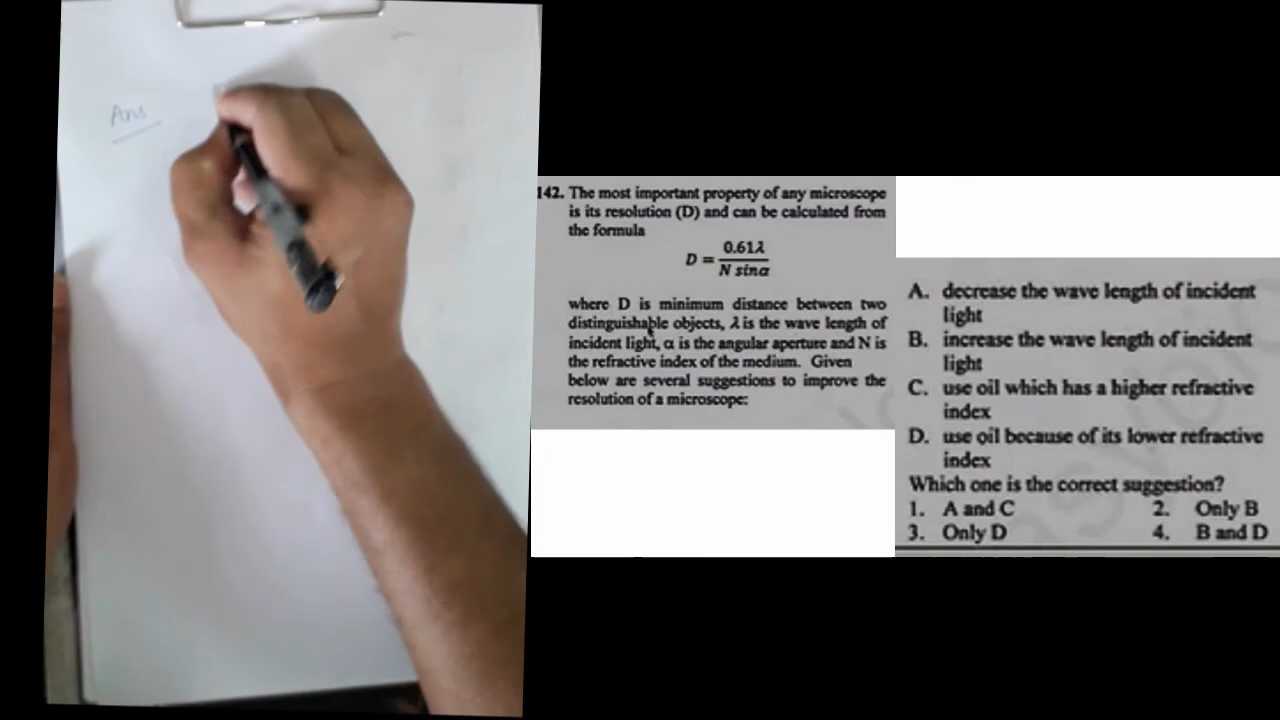 Ans
142. The most important property of any microscope
is its resolution (D) and can be calculated from
the formula
D = 0.61λ / N sinα
where D is minimum distance between two
distinguishable objects, λ is the wave length of
incident light, α is the angular aperture and N is
the refractive index of the medium. Given
below are several suggestions to improve the
resolution of a microscope:
A. decrease the wave length of incident
light
B. increase the wave length of incident
light
C. use oil which has a higher refractive
index
D. use oil because of its lower refractive
index
Which one is the correct suggestion?
1. A and C 2. Only B
3. Only D 4. B and D